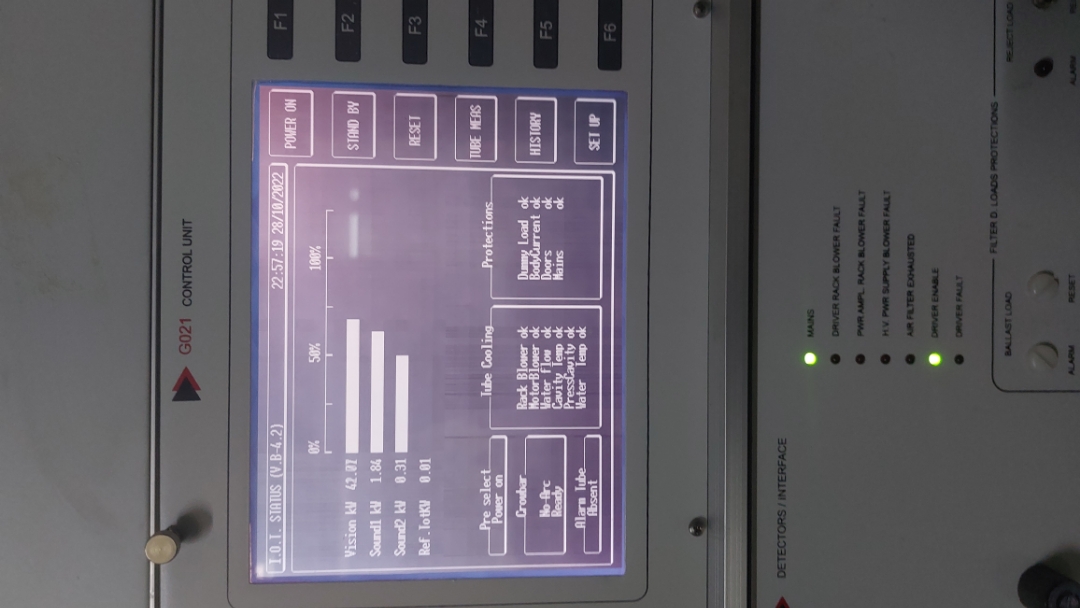 G021 CONTROL UNIT
I.O.T. STATUS (V.B-4.2) 22:57:19 28/10/2022
0% 50% 100%
Vision kW 42.07
Sound1 kW 1.84
Sound2 kW 0.31
Ref.TotKW 0.01
Pre select
Power on
Crowbar
No-Arc
Ready
Alarm Tube
Absent
Tube Cooling
Rack Blower ok
MotorBlower ok
Water Flow ok
Cavity Temp ok
PressCavity ok
Water Temp ok
Protections
Dummy Load ok
BodyCurrent ok
Doors ok
Mains ok
POWER ON
STAND BY
RESET
TUBE MEAS
HISTORY
SET UP
F1
F2
F3
F4
F5
F6
DETECTORS / INTERFACE
MAINS
DRIVER RACK BLOWER FAULT
PWR AMPL. RACK BLOWER FAULT
H.V. PWR SUPPLY BLOWER FAULT
AIR FILTER EXHAUSTED
DRIVER ENABLE
DRIVER FAULT
FILTER D. LOADS PROTECTIONS
BALLAST LOAD
ALARM
RESET
REJECT LOAD
ALARM